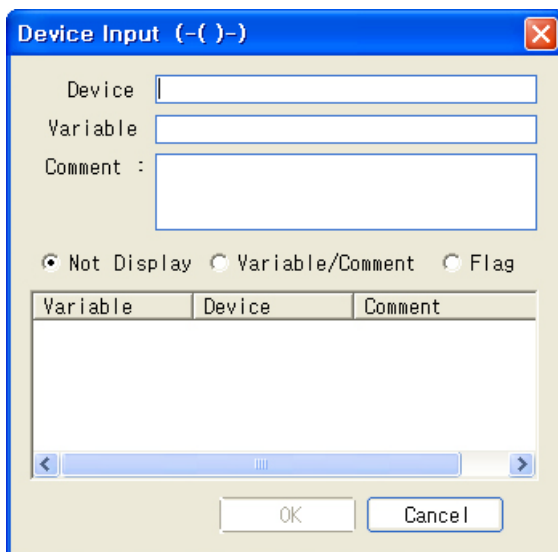 Device Input (-( )-)
Device
Variable
Comment :
Not Display Variable/Comment Flag
Variable Device Comment
OK Cancel